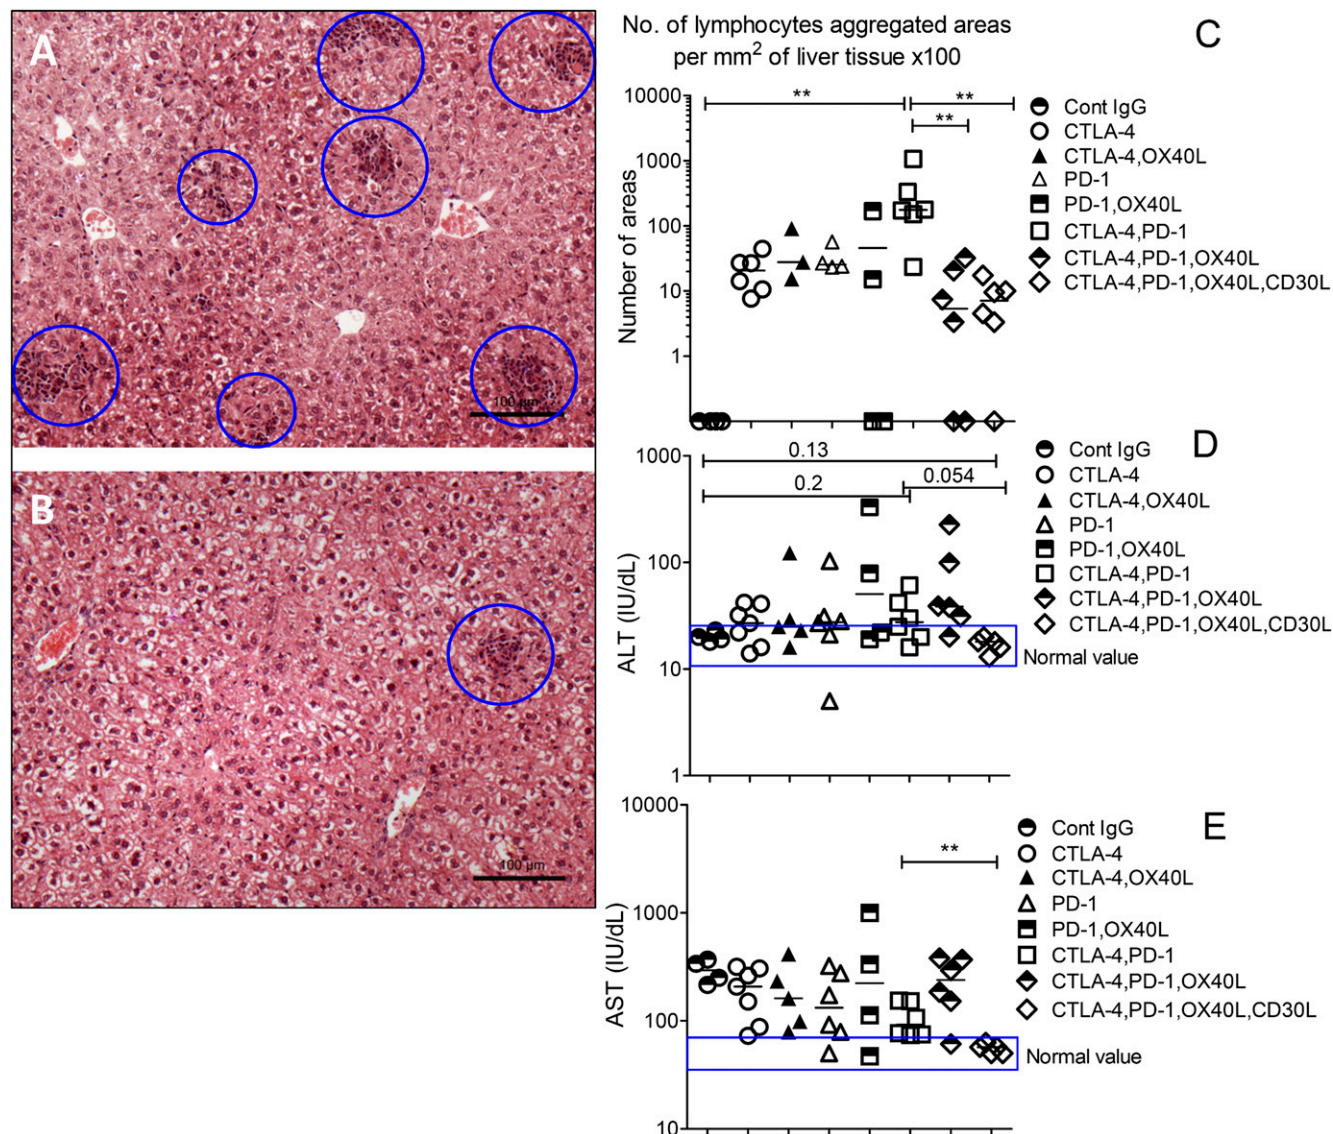 A
100 μm
B
100 μm
No. of lymphocytes aggregated areas
per mm2 of liver tissue x100
C
Number of areas
10000
1000
100
10
1
**
**
**
Cont IgG
CTLA-4
CTLA-4,OX40L
PD-1
PD-1,OX40L
CTLA-4,PD-1
CTLA-4,PD-1,OX40L
CTLA-4,PD-1,OX40L,CD30L
D
ALT (IU/dL)
1000
100
10
1
0.13
0.2
0.054
Cont IgG
CTLA-4
CTLA-4,OX40L
PD-1
PD-1,OX40L
CTLA-4,PD-1
CTLA-4,PD-1,OX40L
CTLA-4,PD-1,OX40L,CD30L
Normal value
E
AST (IU/dL)
10000
1000
100
10
**
Cont IgG
CTLA-4
CTLA-4,OX40L
PD-1
PD-1,OX40L
CTLA-4,PD-1
CTLA-4,PD-1,OX40L
CTLA-4,PD-1,OX40L,CD30L
Normal value